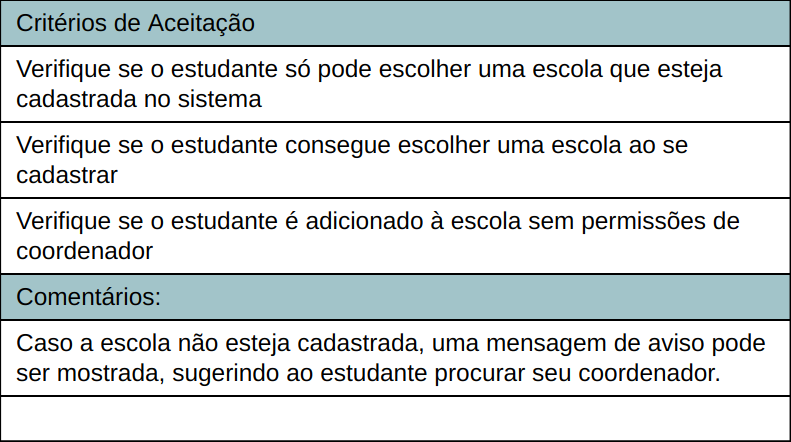 Critérios de Aceitação
Verifique se o estudante só pode escolher uma escola que esteja
cadastrada no sistema
Verifique se o estudante consegue escolher uma escola ao se
cadastrar
Verifique se o estudante é adicionado à escola sem permissões de
coordenador
Comentários:
Caso a escola não esteja cadastrada, uma mensagem de aviso pode
ser mostrada, sugerindo ao estudante procurar seu coordenador.